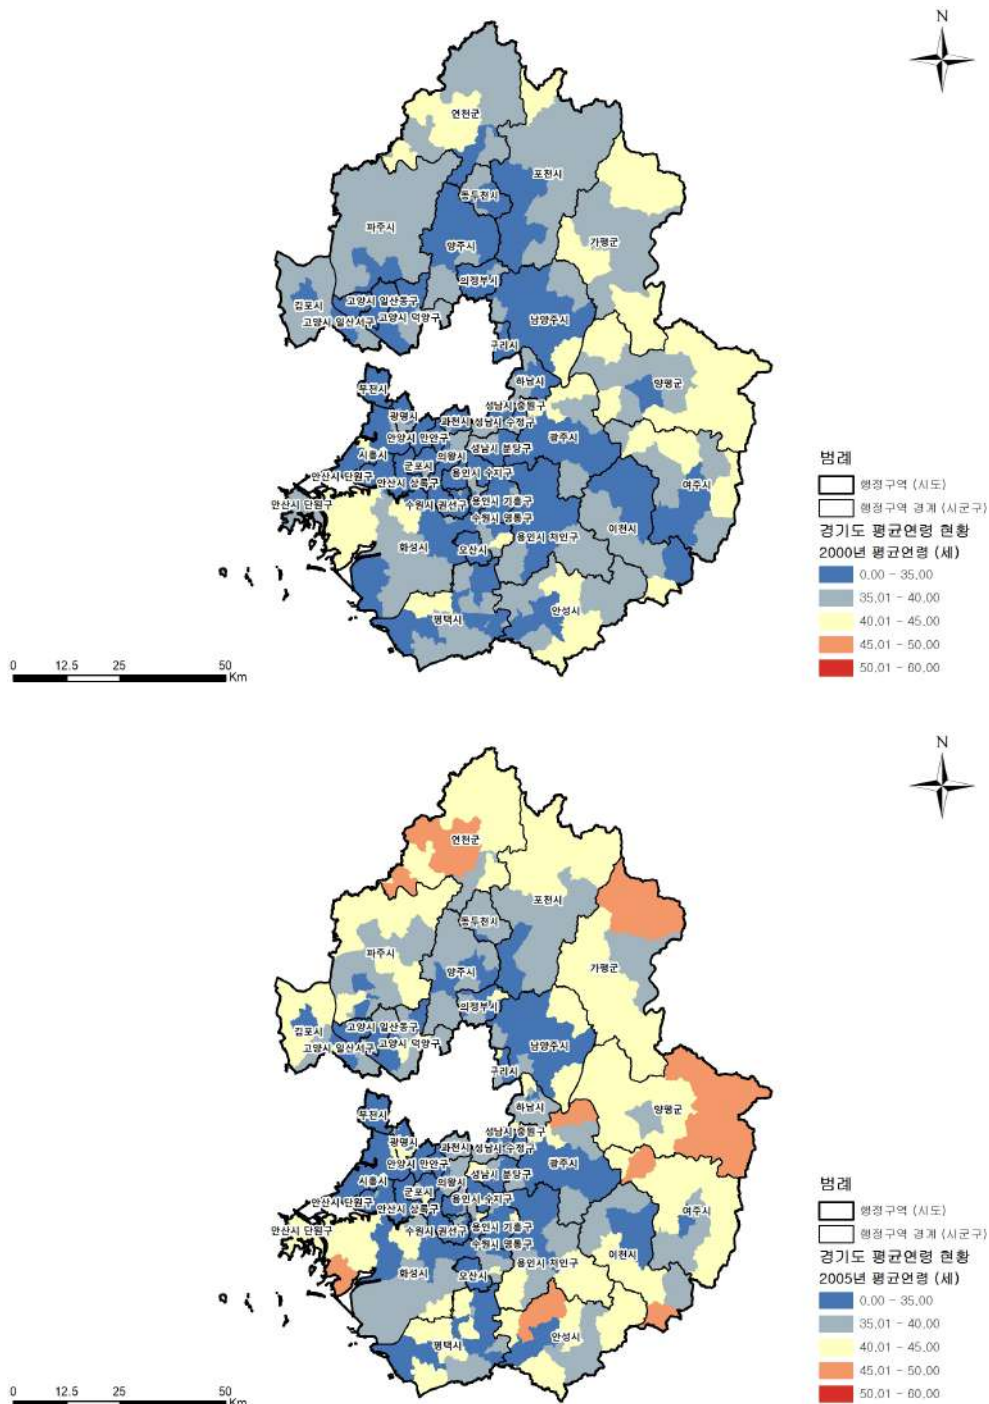 N
연천군
포천시
동두천시
파주시
가평군
양주시
의정부시
김포시
고양시 일산동구
고양시 일산서구
고양시 덕양구
남양주시
구리시
양평군
하남시
부천시
성남시 중원구
광명시
과천시
성남시 수정구
안양시 만안구
광주시
시흥시
의왕시
성남시 분당구
군포시
안산시 단원구
안산시 상록구
용인시 수지구
여주시
안산시 단원구
수원시 권선구
용인시 기흥구
수원시 영통구
이천시
용인시 처인구
화성시
오산시
안성시
평택시
범례
행정구역 (시도)
행정구역 경계 (시군구)
경기도 평균연령 현황
2000년 평균연령 (세)
0.00 - 35.00
35.01 - 40.00
40.01 - 45.00
45.01 - 50.00
50.01 - 60.00
0 12.5 25 50
Km
N
연천군
포천시
동두천시
파주시
가평군
양주시
의정부시
김포시
고양시 일산동구
고양시 일산서구
고양시 덕양구
남양주시
구리시
양평군
하남시
부천시
성남시 중원구
광명시
과천시
성남시 수정구
안양시 만안구
광주시
시흥시
의왕시
성남시 분당구
군포시
안산시 단원구
안산시 상록구
용인시 수지구
여주시
안산시 단원구
수원시 권선구
용인시 기흥구
수원시 영통구
이천시
용인시 처인구
화성시
오산시
안성시
평택시
범례
행정구역 (시도)
행정구역 경계 (시군구)
경기도 평균연령 현황
2005년 평균연령 (세)
0.00 - 35.00
35.01 - 40.00
40.01 - 45.00
45.01 - 50.00
50.01 - 60.00
0 12.5 25 50
Km